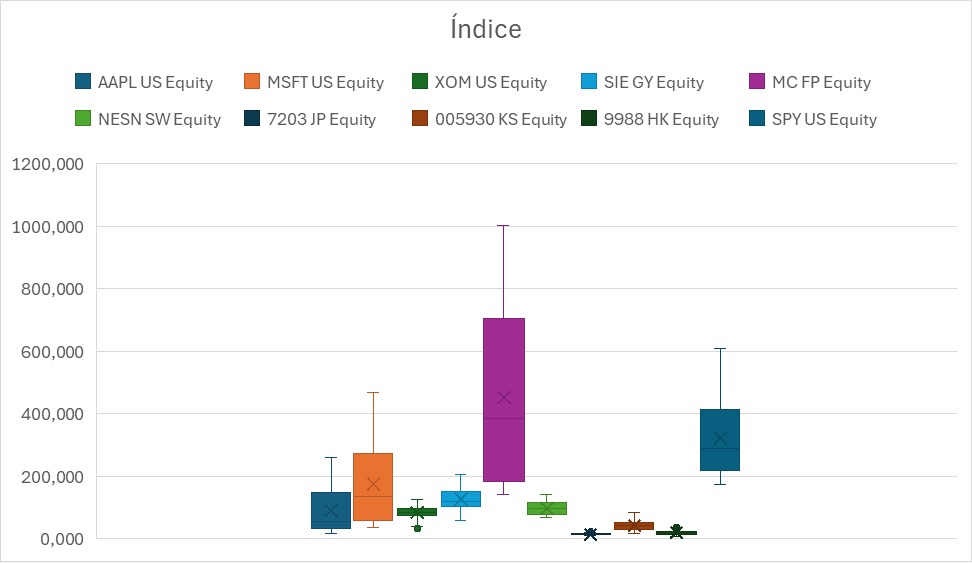 Índice
AAPL US Equity MSFT US Equity XOM US Equity SIE GY Equity MC FP Equity
NESN SW Equity 7203 JP Equity 005930 KS Equity 9988 HK Equity SPY US Equity
1200,000
1000,000
800,000
600,000
400,000
200,000
0,000